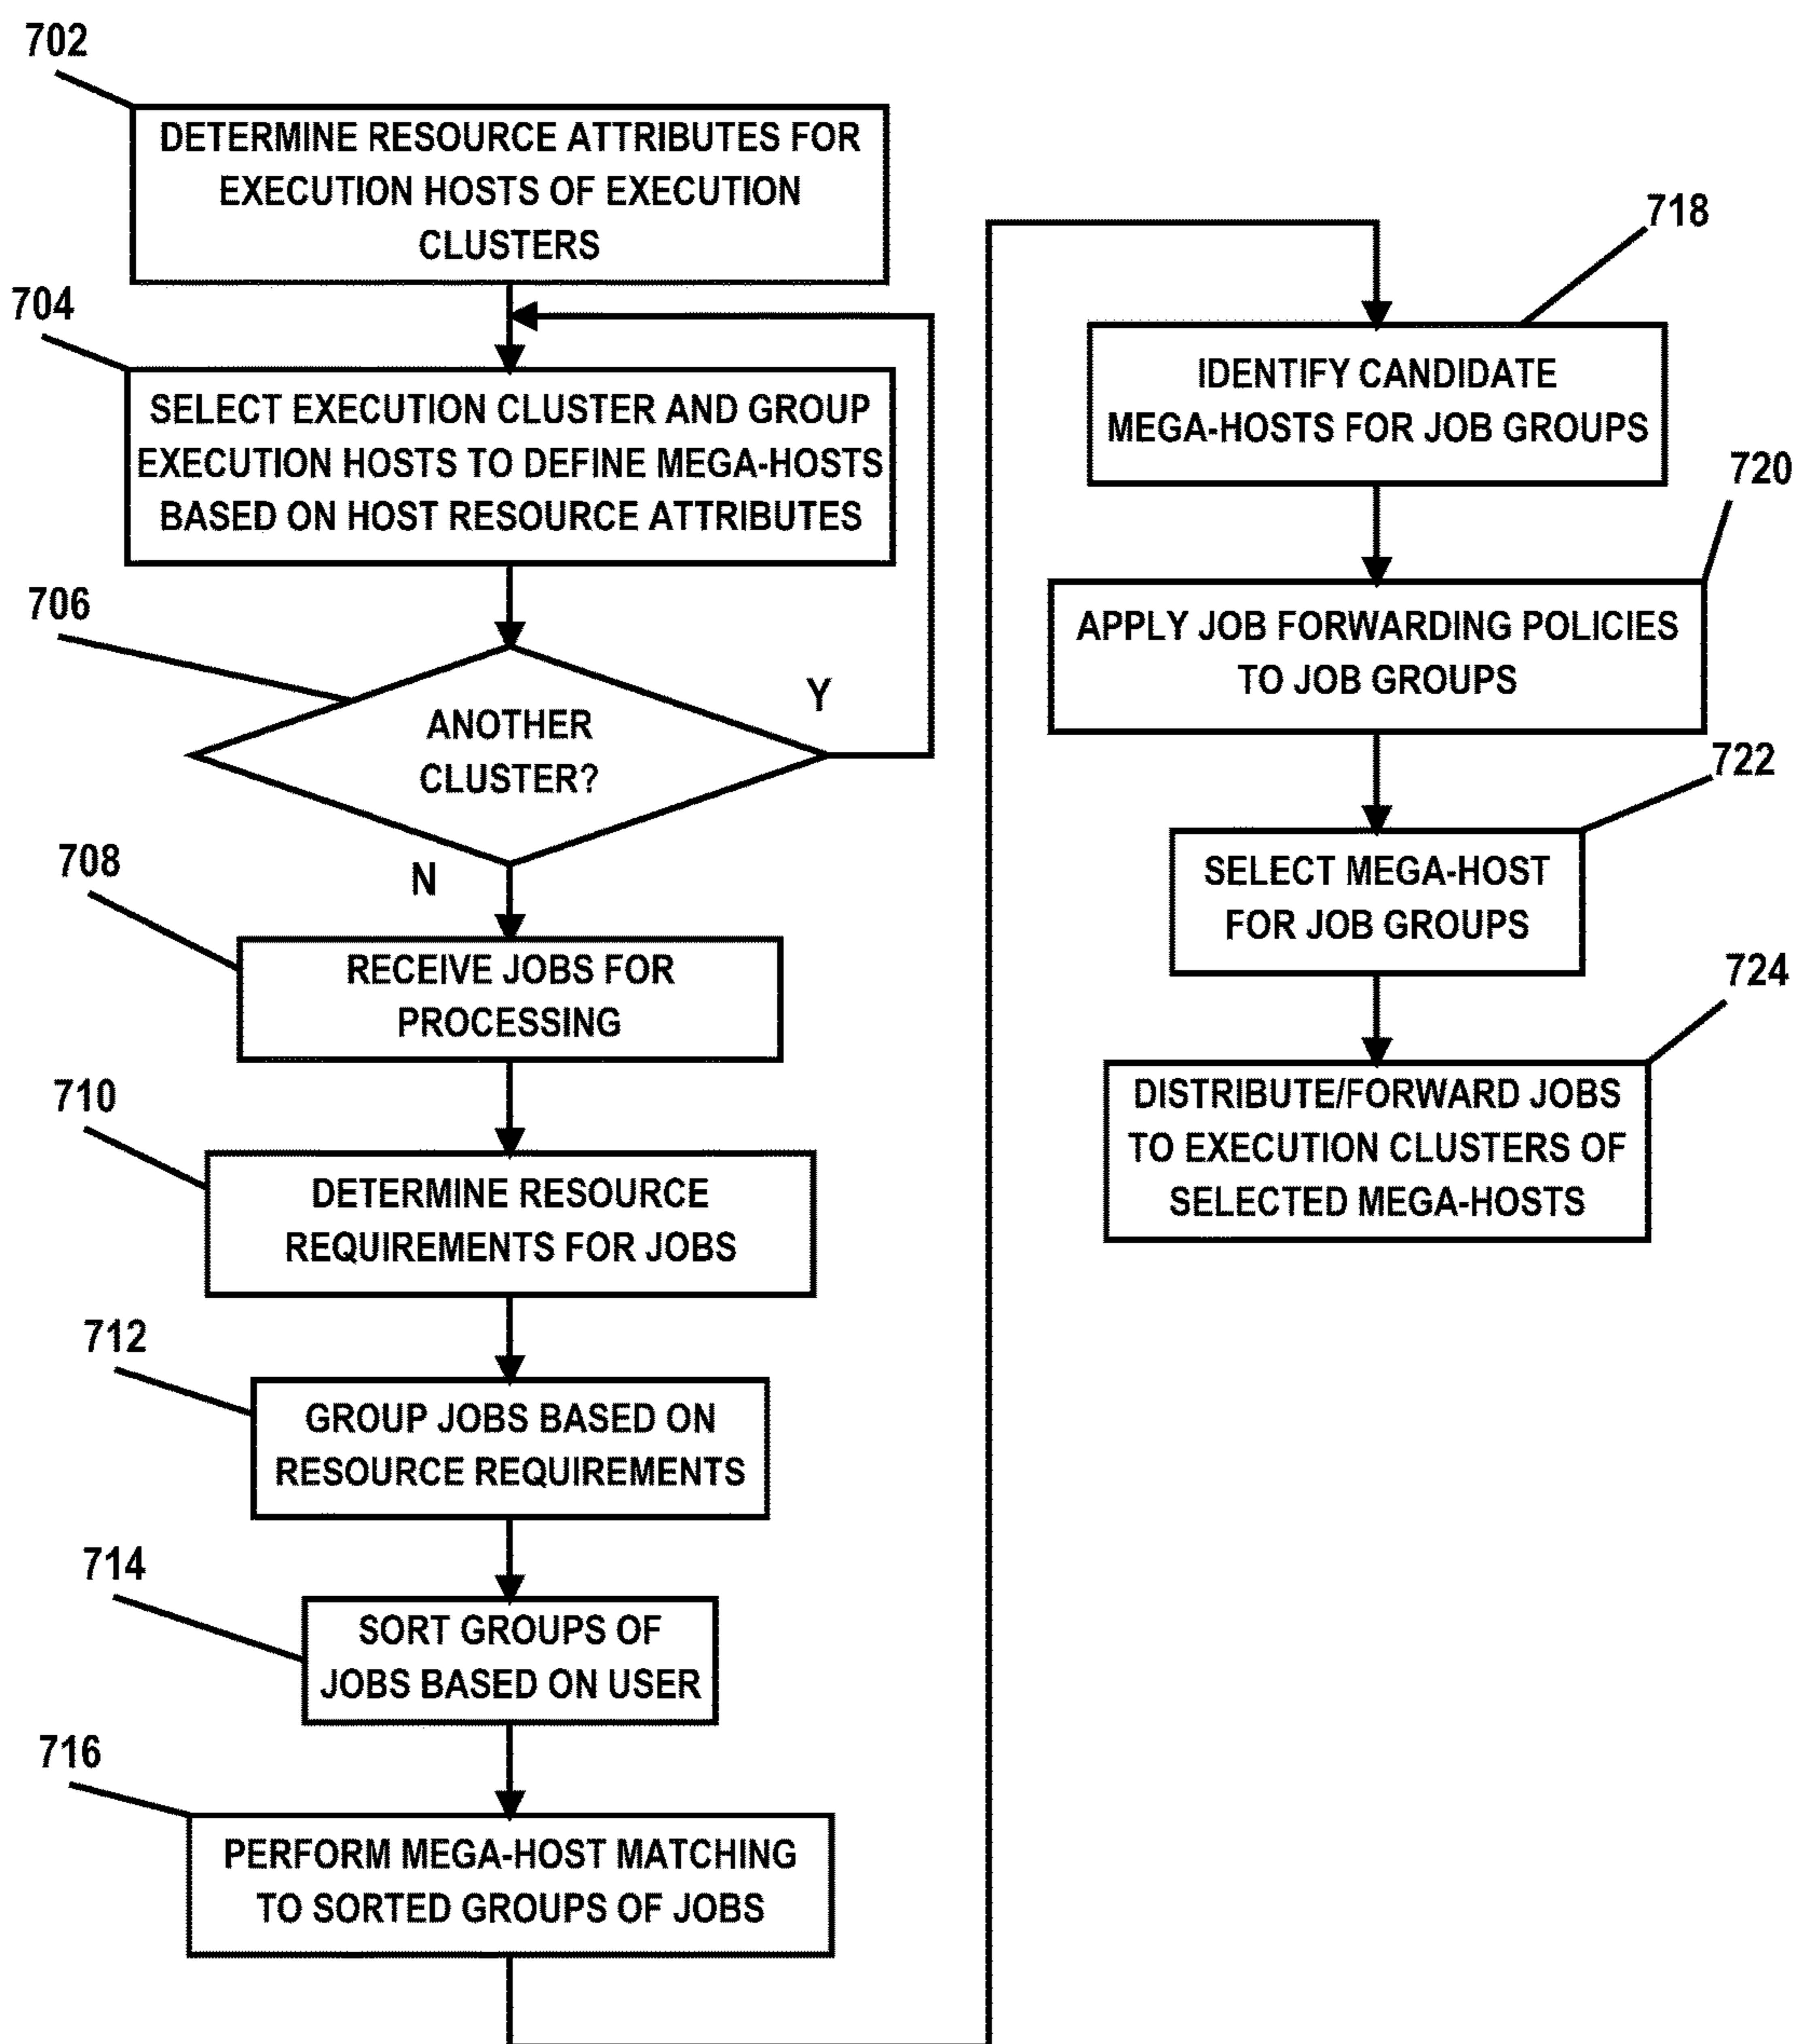 702
DETERMINE RESOURCE ATTRIBUTES FOR
EXECUTION HOSTS OF EXECUTION
CLUSTERS
704
SELECT EXECUTION CLUSTER AND GROUP
EXECUTION HOSTS TO DEFINE MEGA-HOSTS
BASED ON HOST RESOURCE ATTRIBUTES
706
ANOTHER
CLUSTER?
Y
N
708
RECEIVE JOBS FOR
PROCESSING
710
DETERMINE RESOURCE
REQUIREMENTS FOR JOBS
712
GROUP JOBS BASED ON
RESOURCE REQUIREMENTS
714
SORT GROUPS OF
JOBS BASED ON USER
716
PERFORM MEGA-HOST MATCHING
TO SORTED GROUPS OF JOBS
718
IDENTIFY CANDIDATE
MEGA-HOSTS FOR JOB GROUPS
720
APPLY JOB FORWARDING POLICIES
TO JOB GROUPS
722
SELECT MEGA-HOST
FOR JOB GROUPS
724
DISTRIBUTE/FORWARD JOBS
TO EXECUTION CLUSTERS OF
SELECTED MEGA-HOSTS